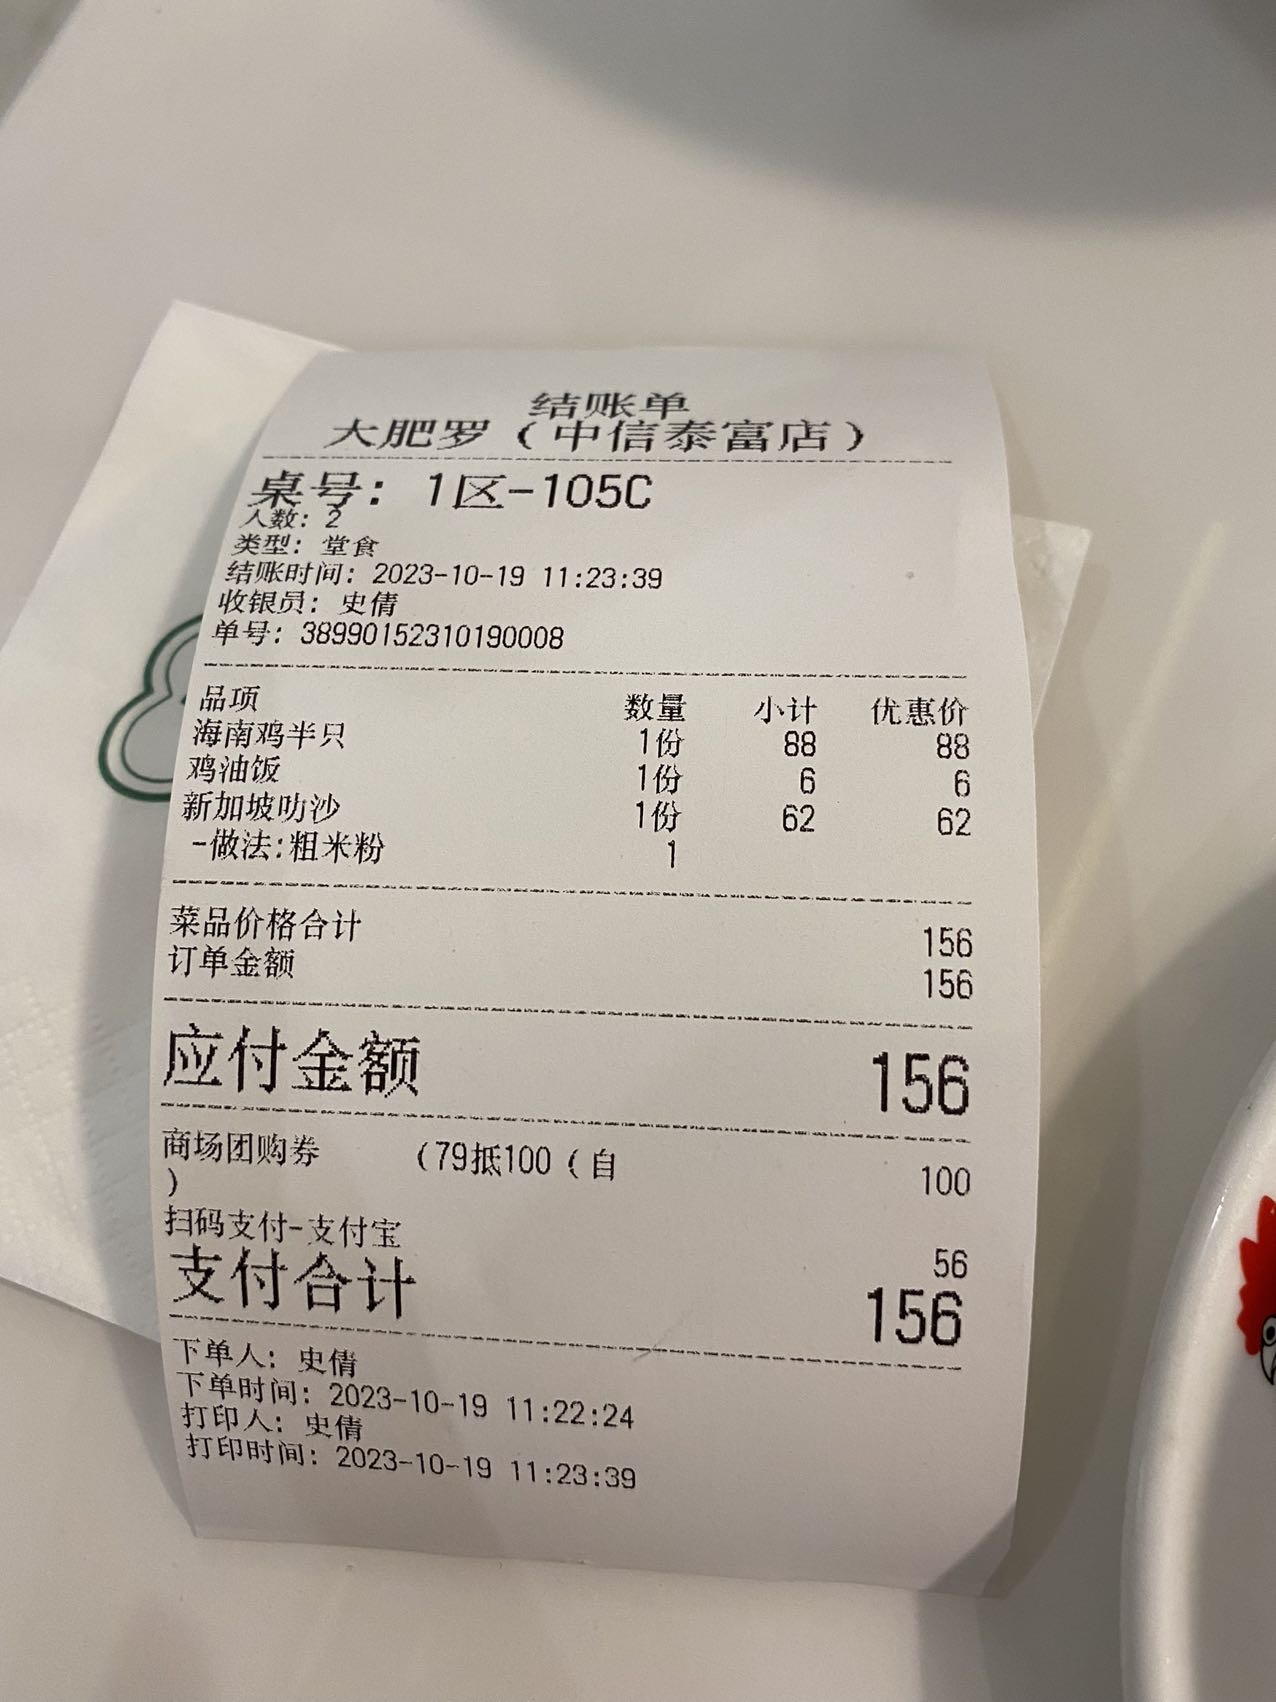 结账单
大肥罗（中信泰富店）
桌号: 1区-105C
人数: 2
类型: 堂食
结账时间: 2023-10-19 11:23:39
收银员: 史倩
单号: 38990152310190008
品项 数量 小计 优惠价
海南鸡半只 1份 88 88
鸡油饭 1份 6 6
新加坡叻沙 1份 62 62
-做法:粗米粉 1
菜品价格合计 156
订单金额 156
应付金额 156
商场团购券 (79抵100(自 100
)
扫码支付-支付宝 56
支付合计 156
下单人: 史倩
下单时间: 2023-10-19 11:22:24
打印人: 史倩
打印时间: 2023-10-19 11:23:39